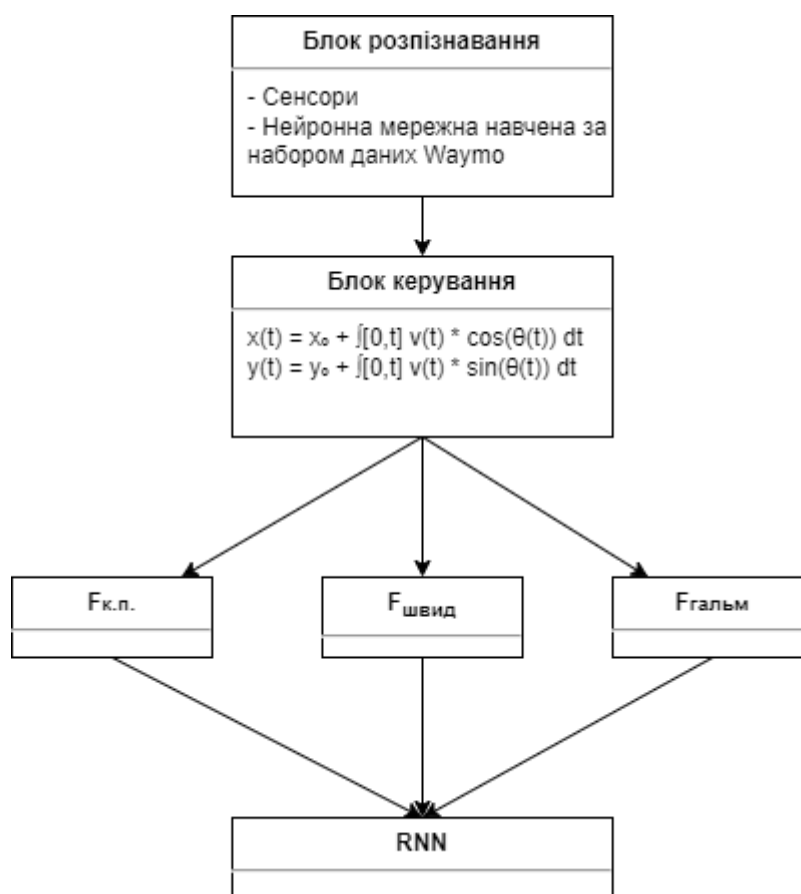 Блок розпізнавання
- Сенсори
- Нейронна мережна навчена за
набором даних Waymo
Блок керування
x(t) = x₀ + ∫[0,t] v(t) * cos(θ(t)) dt
y(t) = y₀ + ∫[0,t] v(t) * sin(θ(t)) dt
Fк.п.
Fшвид
Fгальм
RNN